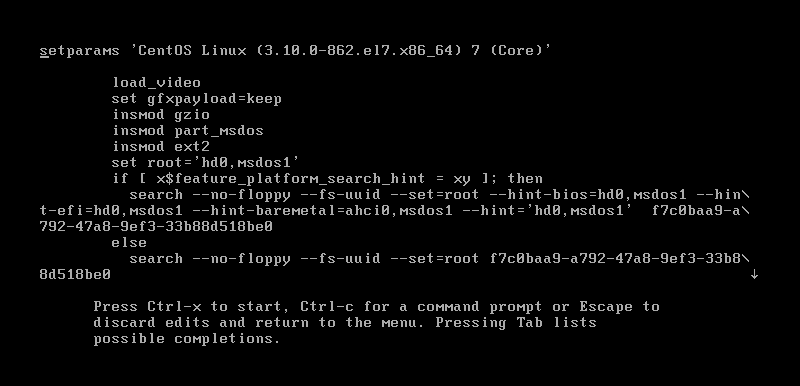 setparams 'CentOS Linux (3.10.0-862.el7.x86_64) 7 (Core)'
load_video
set gfxpayload=keep
insmod gzio
insmod part_msdos
insmod ext2
set root='hd0,msdos1'
if [ x$feature_platform_search_hint = xy ]; then
search --no-floppy --fs-uuid --set=root --hint-bios=hd0,msdos1 --hin\
t-efi=hd0,msdos1 --hint-baremetal=ahci0,msdos1 --hint='hd0,msdos1'  f7c0baa9-a\
792-47a8-9ef3-33b88d518be0
else
search --no-floppy --fs-uuid --set=root f7c0baa9-a792-47a8-9ef3-33b8\
8d518be0 ↓
Press Ctrl-x to start, Ctrl-c for a command prompt or Escape to
discard edits and return to the menu. Pressing Tab lists
possible completions.